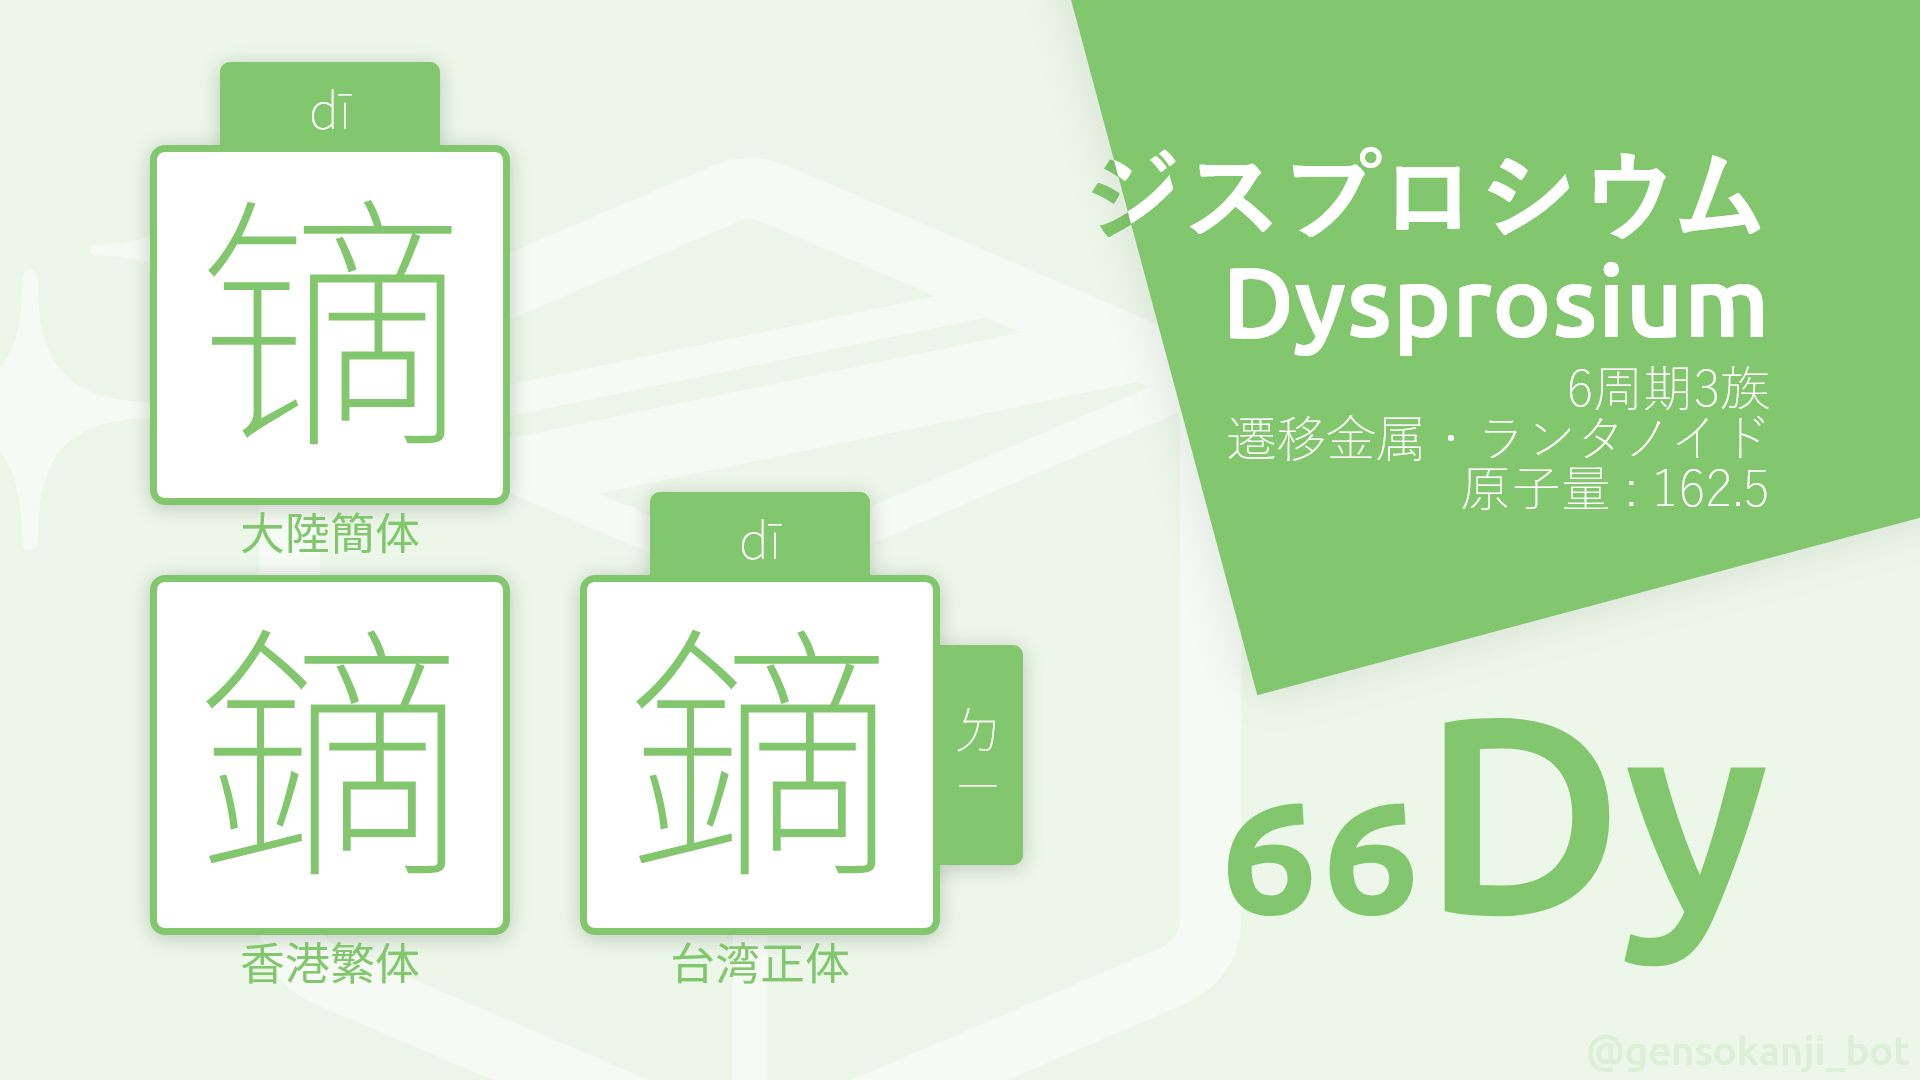 dī
镝
大陸簡体
鏑
香港繁体
dī
鏑
ㄉ
ㄧ
台湾正体
ジスプロシウム
Dysprosium
6周期3族
遷移金属・ランタノイド
原子量：162.5
66Dy
@gensokanji_bot